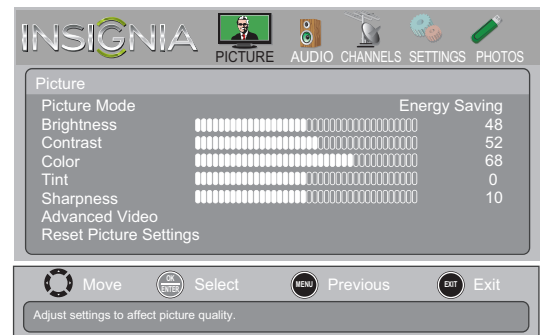 INSIGNIA
PICTURE AUDIO CHANNELS SETTINGS PHOTOS
Picture
Picture Mode Energy Saving
Brightness 48
Contrast 52
Color 68
Tint 0
Sharpness 10
Advanced Video
Reset Picture Settings
Move OK ENTER Select MENU Previous EXIT Exit
Adjust settings to affect picture quality.